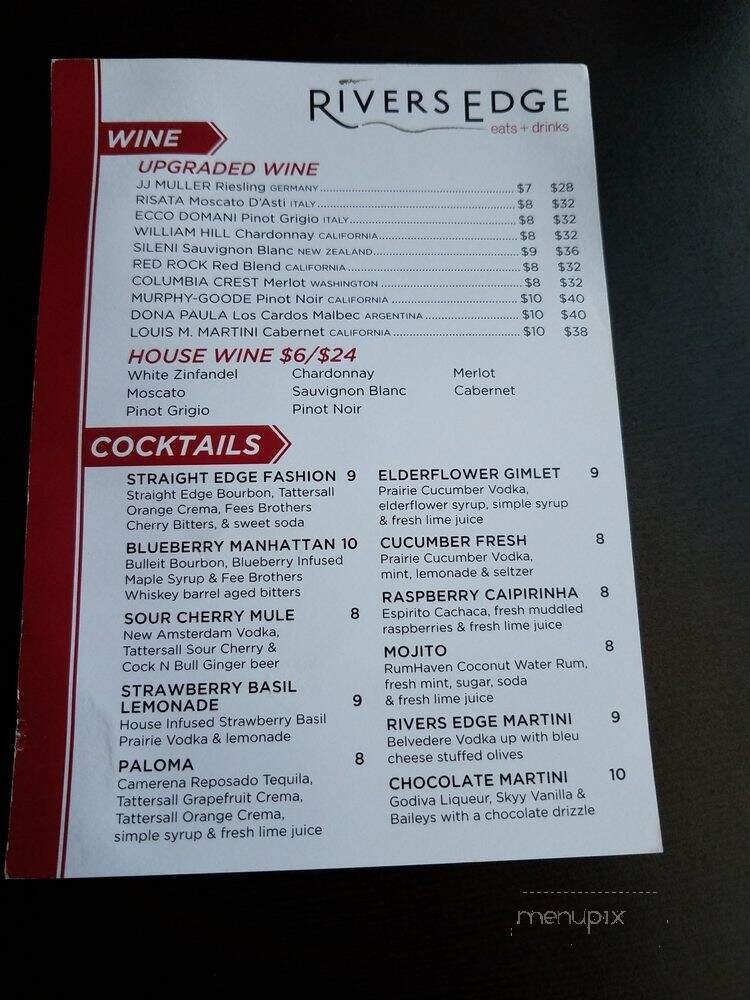 RIVERS EDGE
eats + drinks
WINE
UPGRADED WINE
JJ MULLER Riesling GERMANY $7 $28
RISATA Moscato D'Asti ITALY $8 $32
ECCO DOMANI Pinot Grigio ITALY $8 $32
WILLIAM HILL Chardonnay CALIFORNIA $8 $32
SILENI Sauvignon Blanc NEW ZEALAND $9 $36
RED ROCK Red Blend CALIFORNIA $8 $32
COLUMBIA CREST Merlot WASHINGTON $8 $32
MURPHY-GOODE Pinot Noir CALIFORNIA $10 $40
DONA PAULA Los Cardos Malbec ARGENTINA $10 $40
LOUIS M. MARTINI Cabernet CALIFORNIA $10 $38
HOUSE WINE $6/$24
White Zinfandel Chardonnay Merlot
Moscato Sauvignon Blanc Cabernet
Pinot Grigio Pinot Noir
COCKTAILS
STRAIGHT EDGE FASHION 9
Straight Edge Bourbon, Tattersall
Orange Crema, Fees Brothers
Cherry Bitters, & sweet soda
BLUEBERRY MANHATTAN 10
Bulleit Bourbon, Blueberry Infused
Maple Syrup & Fee Brothers
Whiskey barrel aged bitters
SOUR CHERRY MULE 8
New Amsterdam Vodka,
Tattersall Sour Cherry &
Cock N Bull Ginger beer
STRAWBERRY BASIL
LEMONADE 9
House Infused Strawberry Basil
Prairie Vodka & lemonade
PALOMA 8
Camerena Reposado Tequila,
Tattersall Grapefruit Crema,
Tattersall Orange Crema,
simple syrup & fresh lime juice
ELDERFLOWER GIMLET 9
Prairie Cucumber Vodka,
elderflower syrup, simple syrup
& fresh lime juice
CUCUMBER FRESH 8
Prairie Cucumber Vodka,
mint, lemonade & seltzer
RASPBERRY CAIPIRINHA 8
Espirito Cachaca, fresh muddled
raspberries & fresh lime juice
MOJITO 8
RumHaven Coconut Water Rum,
fresh mint, sugar, soda
& fresh lime juice
RIVERS EDGE MARTINI 9
Belvedere Vodka up with bleu
cheese stuffed olives
CHOCOLATE MARTINI 10
Godiva Liqueur, Skyy Vanilla &
Baileys with a chocolate drizzle
menupix